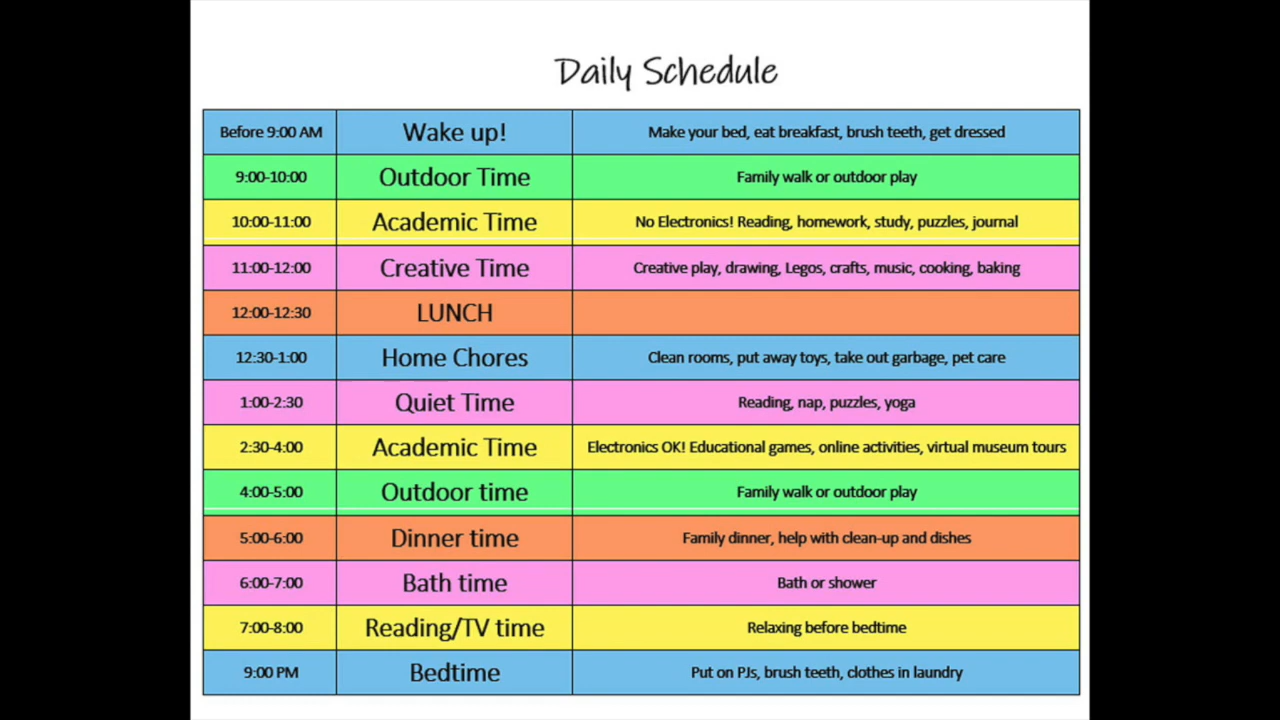 Daily Schedule
Before 9:00 AM Wake up! Make your bed, eat breakfast, brush teeth, get dressed
9:00-10:00 Outdoor Time Family walk or outdoor play
10:00-11:00 Academic Time No Electronics! Reading, homework, study, puzzles, journal
11:00-12:00 Creative Time Creative play, drawing, Legos, crafts, music, cooking, baking
12:00-12:30 LUNCH
12:30-1:00 Home Chores Clean rooms, put away toys, take out garbage, pet care
1:00-2:30 Quiet Time Reading, nap, puzzles, yoga
2:30-4:00 Academic Time Electronics OK! Educational games, online activities, virtual museum tours
4:00-5:00 Outdoor time Family walk or outdoor play
5:00-6:00 Dinner time Family dinner, help with clean-up and dishes
6:00-7:00 Bath time Bath or shower
7:00-8:00 Reading/TV time Relaxing before bedtime
9:00 PM Bedtime Put on PJs, brush teeth, clothes in laundry